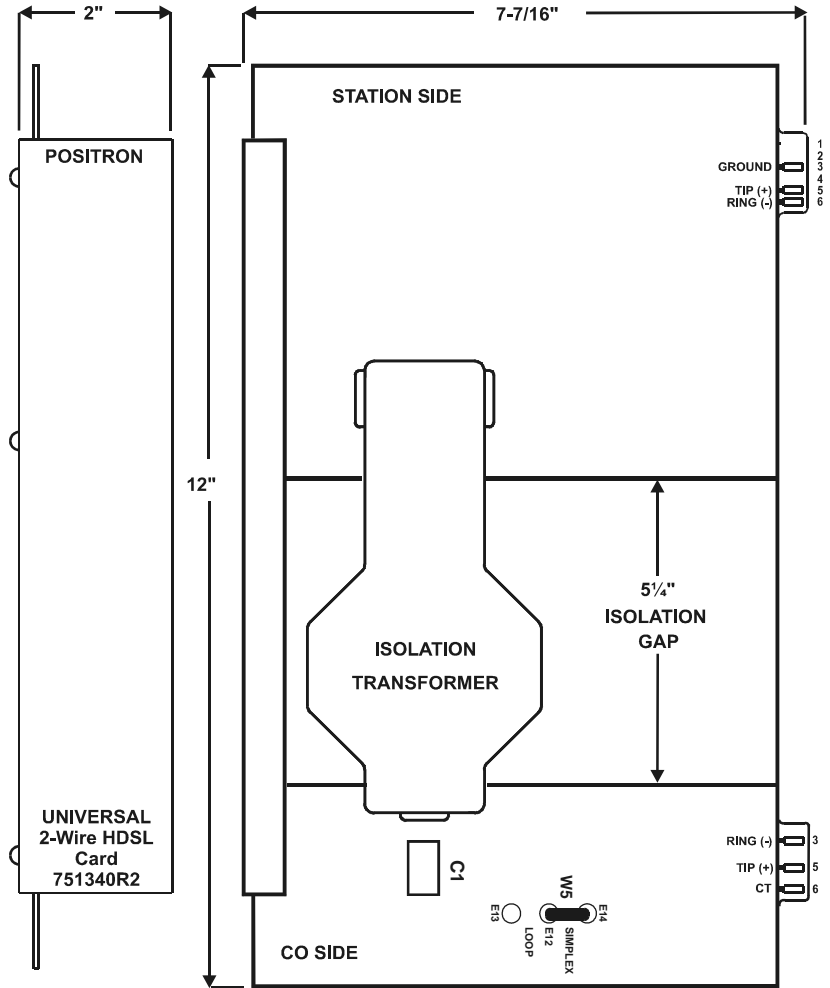 2"
7-7/16"
STATION SIDE
POSITRON
1
2
GROUND 3
4
TIP (+) 5
RING (-) 6
12"
5¼"
ISOLATION
GAP
ISOLATION
TRANSFORMER
UNIVERSAL
2-Wire HDSL
Card
751340R2
RING (-) 3
TIP (+) 5
CT 6
C1
W5
E13
LOOP
E12
SIMPLEX
E14
CO SIDE